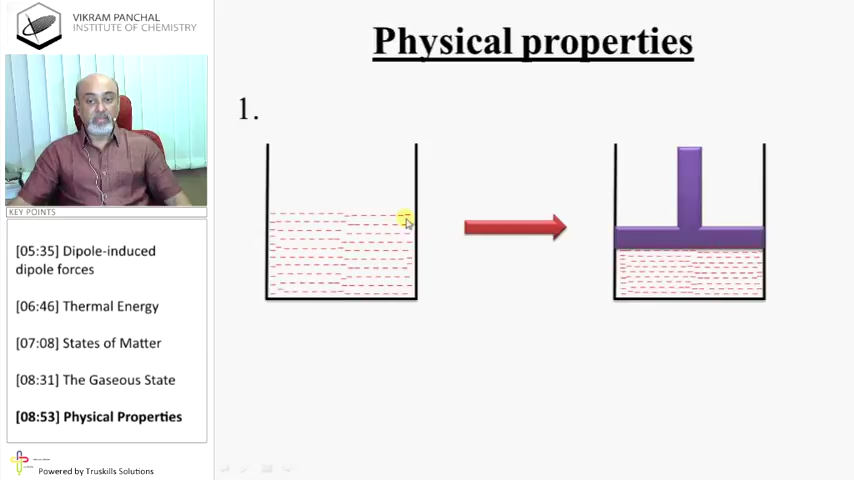 VIKRAM PANCHAL
INSTITUTE OF CHEMISTRY
Physical properties
1.
KEY POINTS
[05:35] Dipole-induced
dipole forces
[06:46] Thermal Energy
[07:08] States of Matter
[08:31] The Gaseous State
[08:53] Physical Properties
Powered by Truskills Solutions